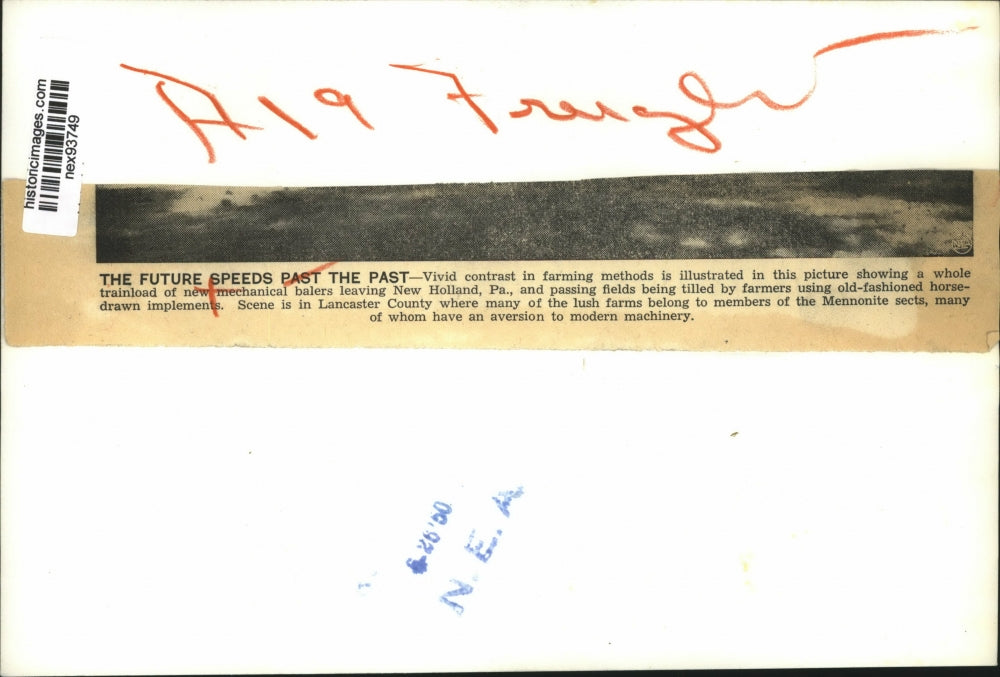 historicimages.com
nex93749
A19 Freight
THE FUTURE SPEEDS PAST THE PAST—Vivid contrast in farming methods is illustrated in this picture showing a whole
trainload of new mechanical balers leaving New Holland, Pa., and passing fields being tilled by farmers using old-fashioned horse-
drawn implements. Scene is in Lancaster County where many of the lush farms belong to members of the Mennonite sects, many
of whom have an aversion to modern machinery.
N. E. A